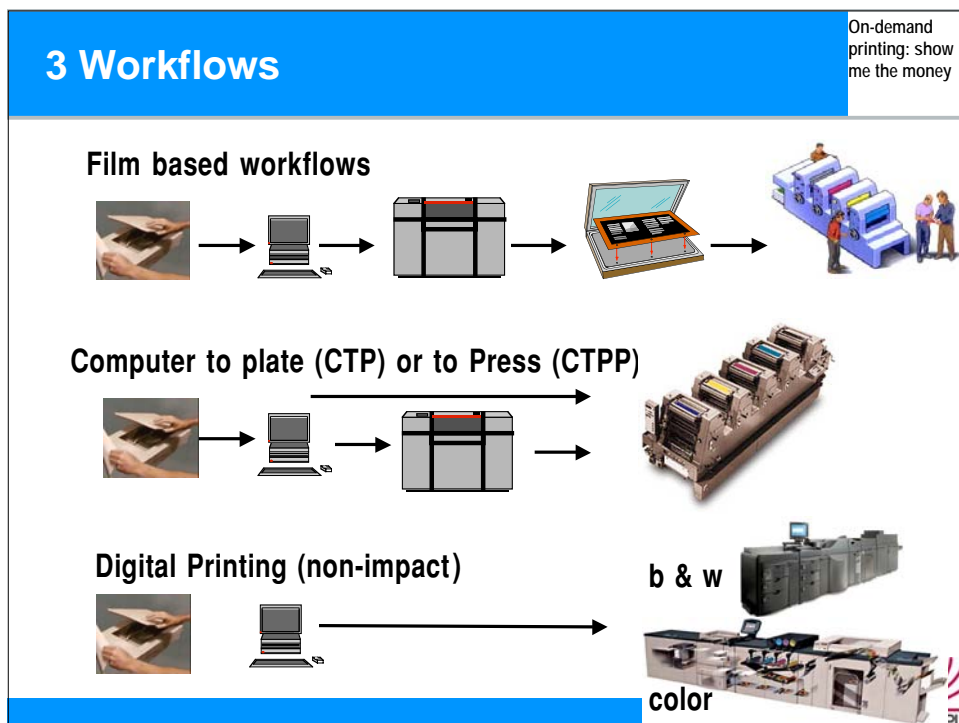 3 Workflows
On-demand
printing: show
me the money
Film based workflows
Computer to plate (CTP) or to Press (CTPP)
Digital Printing (non-impact)
b & w
color